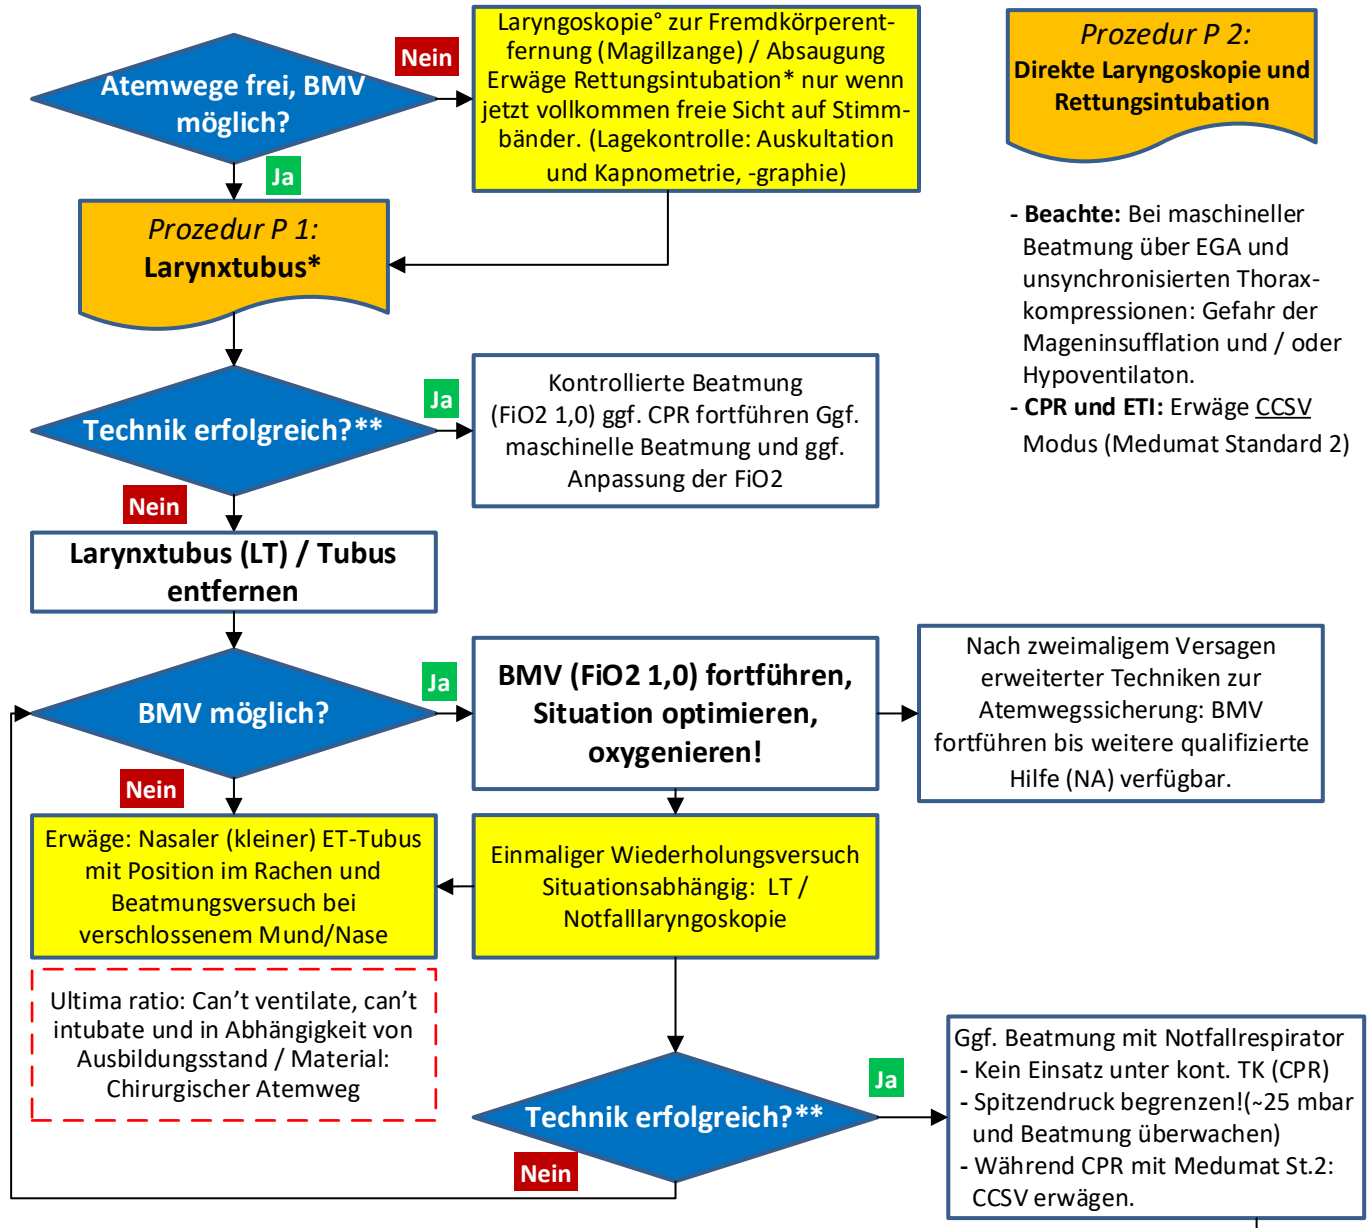 Atemwege frei, BMV
möglich?
Nein
Laryngoskopie° zur Fremdkörperent-
fernung (Magillzange) / Absaugung
Erwäge Rettungsintubation* nur wenn
jetzt vollkommen freie Sicht auf Stimm-
bänder. (Lagekontrolle: Auskultation
und Kapnometrie, -graphie)
Prozedur P 2:
Direkte Laryngoskopie und
Rettungsintubation
Ja
Prozedur P 1:
Larynxtubus*
- Beachte: Bei maschineller
Beatmung über EGA und
unsynchronisierten Thorax-
kompressionen: Gefahr der
Mageninsufflation und / oder
Hypoventilaton.
- CPR und ETI: Erwäge CCSV
Modus (Medumat Standard 2)
Technik erfolgreich?**
Ja
Kontrollierte Beatmung
(FiO2 1,0) ggf. CPR fortführen Ggf.
maschinelle Beatmung und ggf.
Anpassung der FiO2
Nein
Larynxtubus (LT) / Tubus
entfernen
BMV möglich?
Ja
BMV (FiO2 1,0) fortführen,
Situation optimieren,
oxygenieren!
Nach zweimaligem Versagen
erweiterter Techniken zur
Atemwegssicherung: BMV
fortführen bis weitere qualifizierte
Hilfe (NA) verfügbar.
Nein
Erwäge: Nasaler (kleiner) ET-Tubus
mit Position im Rachen und
Beatmungsversuch bei
verschlossenem Mund/Nase
Einmaliger Wiederholungsversuch
Situationsabhängig:  LT /
Notfalllaryngoskopie
Ultima ratio: Can’t ventilate, can’t
intubate und in Abhängigkeit von
Ausbildungsstand / Material:
Chirurgischer Atemweg
Technik erfolgreich?**
Ja
Ggf. Beatmung mit Notfallrespirator
- Kein Einsatz unter kont. TK (CPR)
- Spitzendruck begrenzen!(~25 mbar
und Beatmung überwachen)
- Während CPR mit Medumat St.2:
CCSV erwägen.
Nein